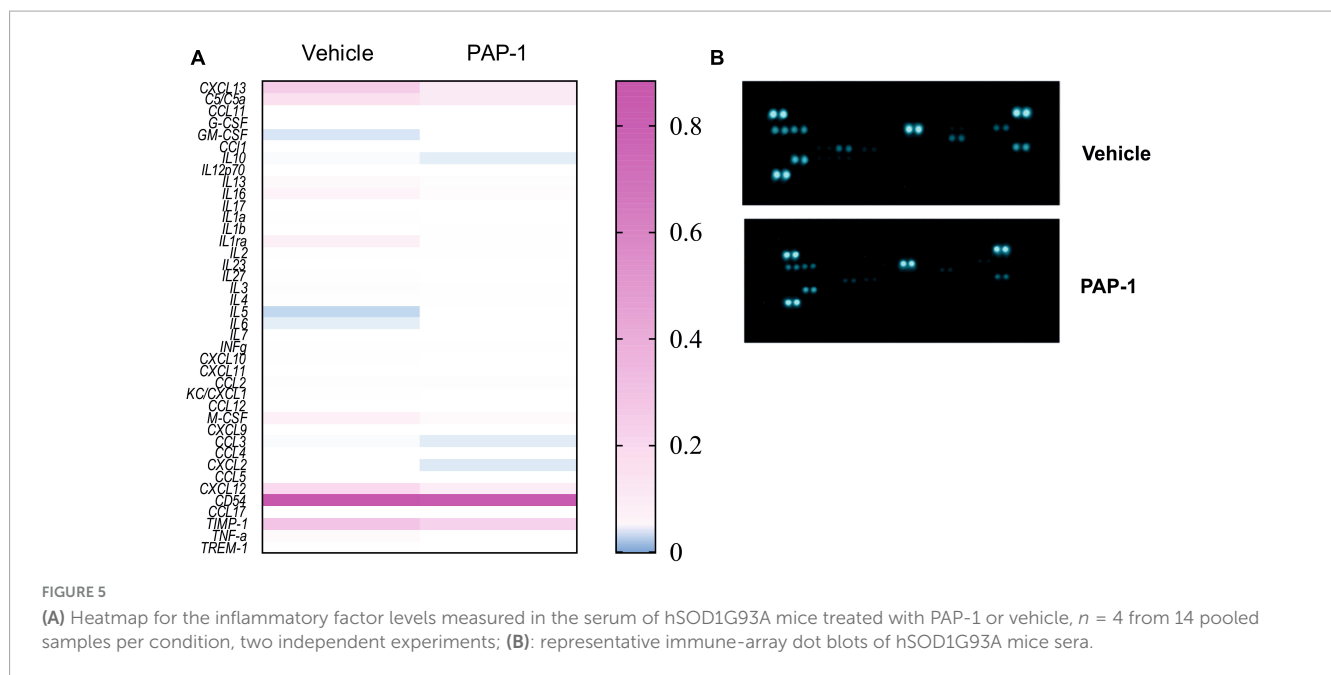 A
Vehicle
PAP-1
B
CXCL13
C5/C5a
CCL11
G-CSF
GM-CSF
CCl1
IL10
IL12p70
IL13
IL16
IL17
IL1a
IL1b
IL1ra
IL2
IL23
IL27
IL3
IL4
IL5
IL6
IL7
INFg
CXCL10
CXCL11
CCL2
KC/CXCL1
CCL12
M-CSF
CXCL9
CCL3
CCL4
CXCL2
CCL5
CXCL12
CD54
CCL17
TIMP-1
TNF-a
TREM-1
0.8
0.6
0.4
0.2
0
Vehicle
PAP-1
FIGURE 5
(A) Heatmap for the inflammatory factor levels measured in the serum of hSOD1G93A mice treated with PAP-1 or vehicle, n = 4 from 14 pooled
samples per condition, two independent experiments; (B): representative immune-array dot blots of hSOD1G93A mice sera.